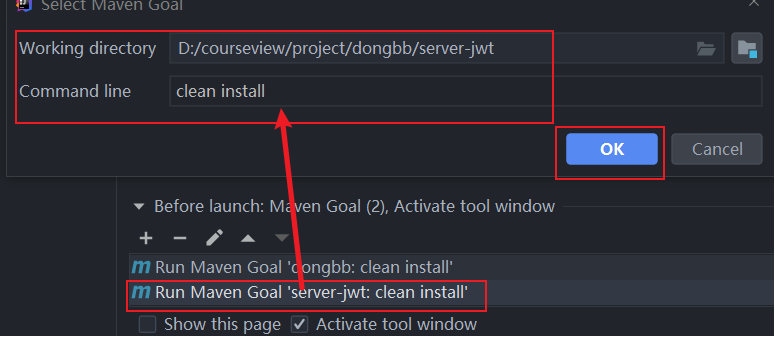 Select Maven Goal
Working directory D:/courseview/project/dongbb/server-jwt
Command line clean install
OK Cancel
Before launch: Maven Goal (2), Activate tool window
Run Maven Goal 'dongbb: clean install'
Run Maven Goal 'server-jwt: clean install'
Show this page Activate tool window